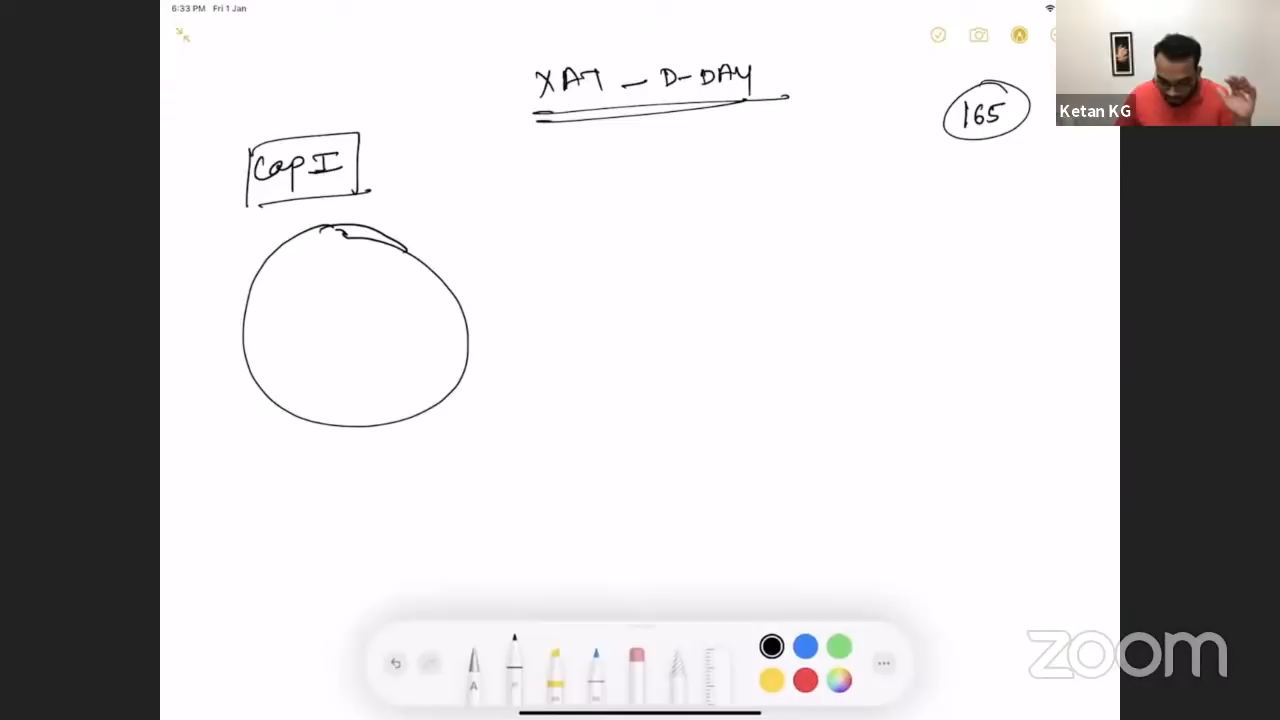 6:33 PM Fri 1 Jan
XAT - D-DAY
165
Ketan KG
Cap I
A
zoom